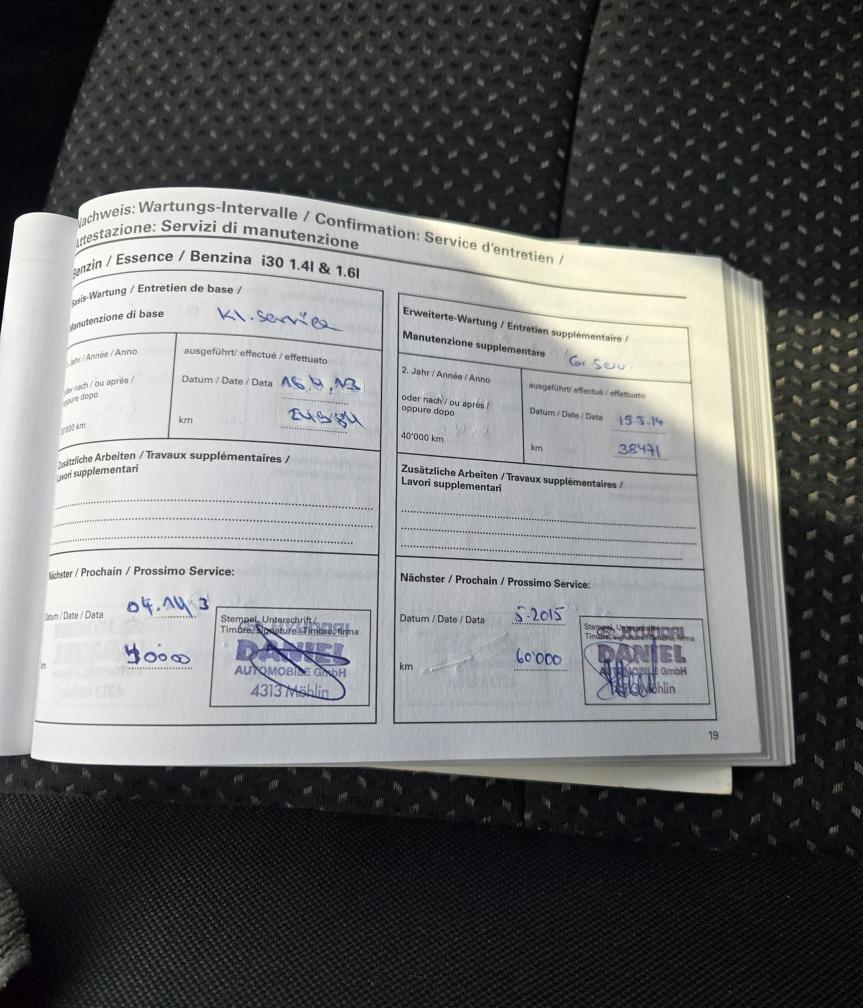 Nachweis: Wartungs-Intervalle / Confirmation: Service d'entretien /
Attestazione: Servizi di manutenzione
Benzin / Essence / Benzina i30 1.4l & 1.6l
Basis-Wartung / Entretien de base /
Manutenzione di base
Kl. service
Jahr / Année / Anno
oder nach / ou après /
oppure dopo
km
ausgeführt/ effectué / effettuato
Datum / Date / Data
km
Zusätzliche Arbeiten / Travaux supplémentaires /
Lavori supplementari
Nächster / Prochain / Prossimo Service:
Datum / Date / Data
km
Stempel, Unterschrift /
Timbre, signature / Timbro, firma
DANIEL
AUTOMOBILE GmbH
4313 Möhlin
Erweiterte-Wartung / Entretien supplémentaire /
Manutenzione supplementare
Gr Serv.
2. Jahr / Année / Anno
oder nach / ou après /
oppure dopo
40'000 km
ausgeführt/ effectué / effettuato
Datum / Date / Data 19.5.14
km 38471
Zusätzliche Arbeiten / Travaux supplémentaires /
Lavori supplementari
Nächster / Prochain / Prossimo Service:
Datum / Date / Data 5-2015
km 60'000
Stempel, Unterschrift /
Timbre, signature / Timbro, firma
DANIEL
AUTOMOBILE GmbH
Möhlin
19